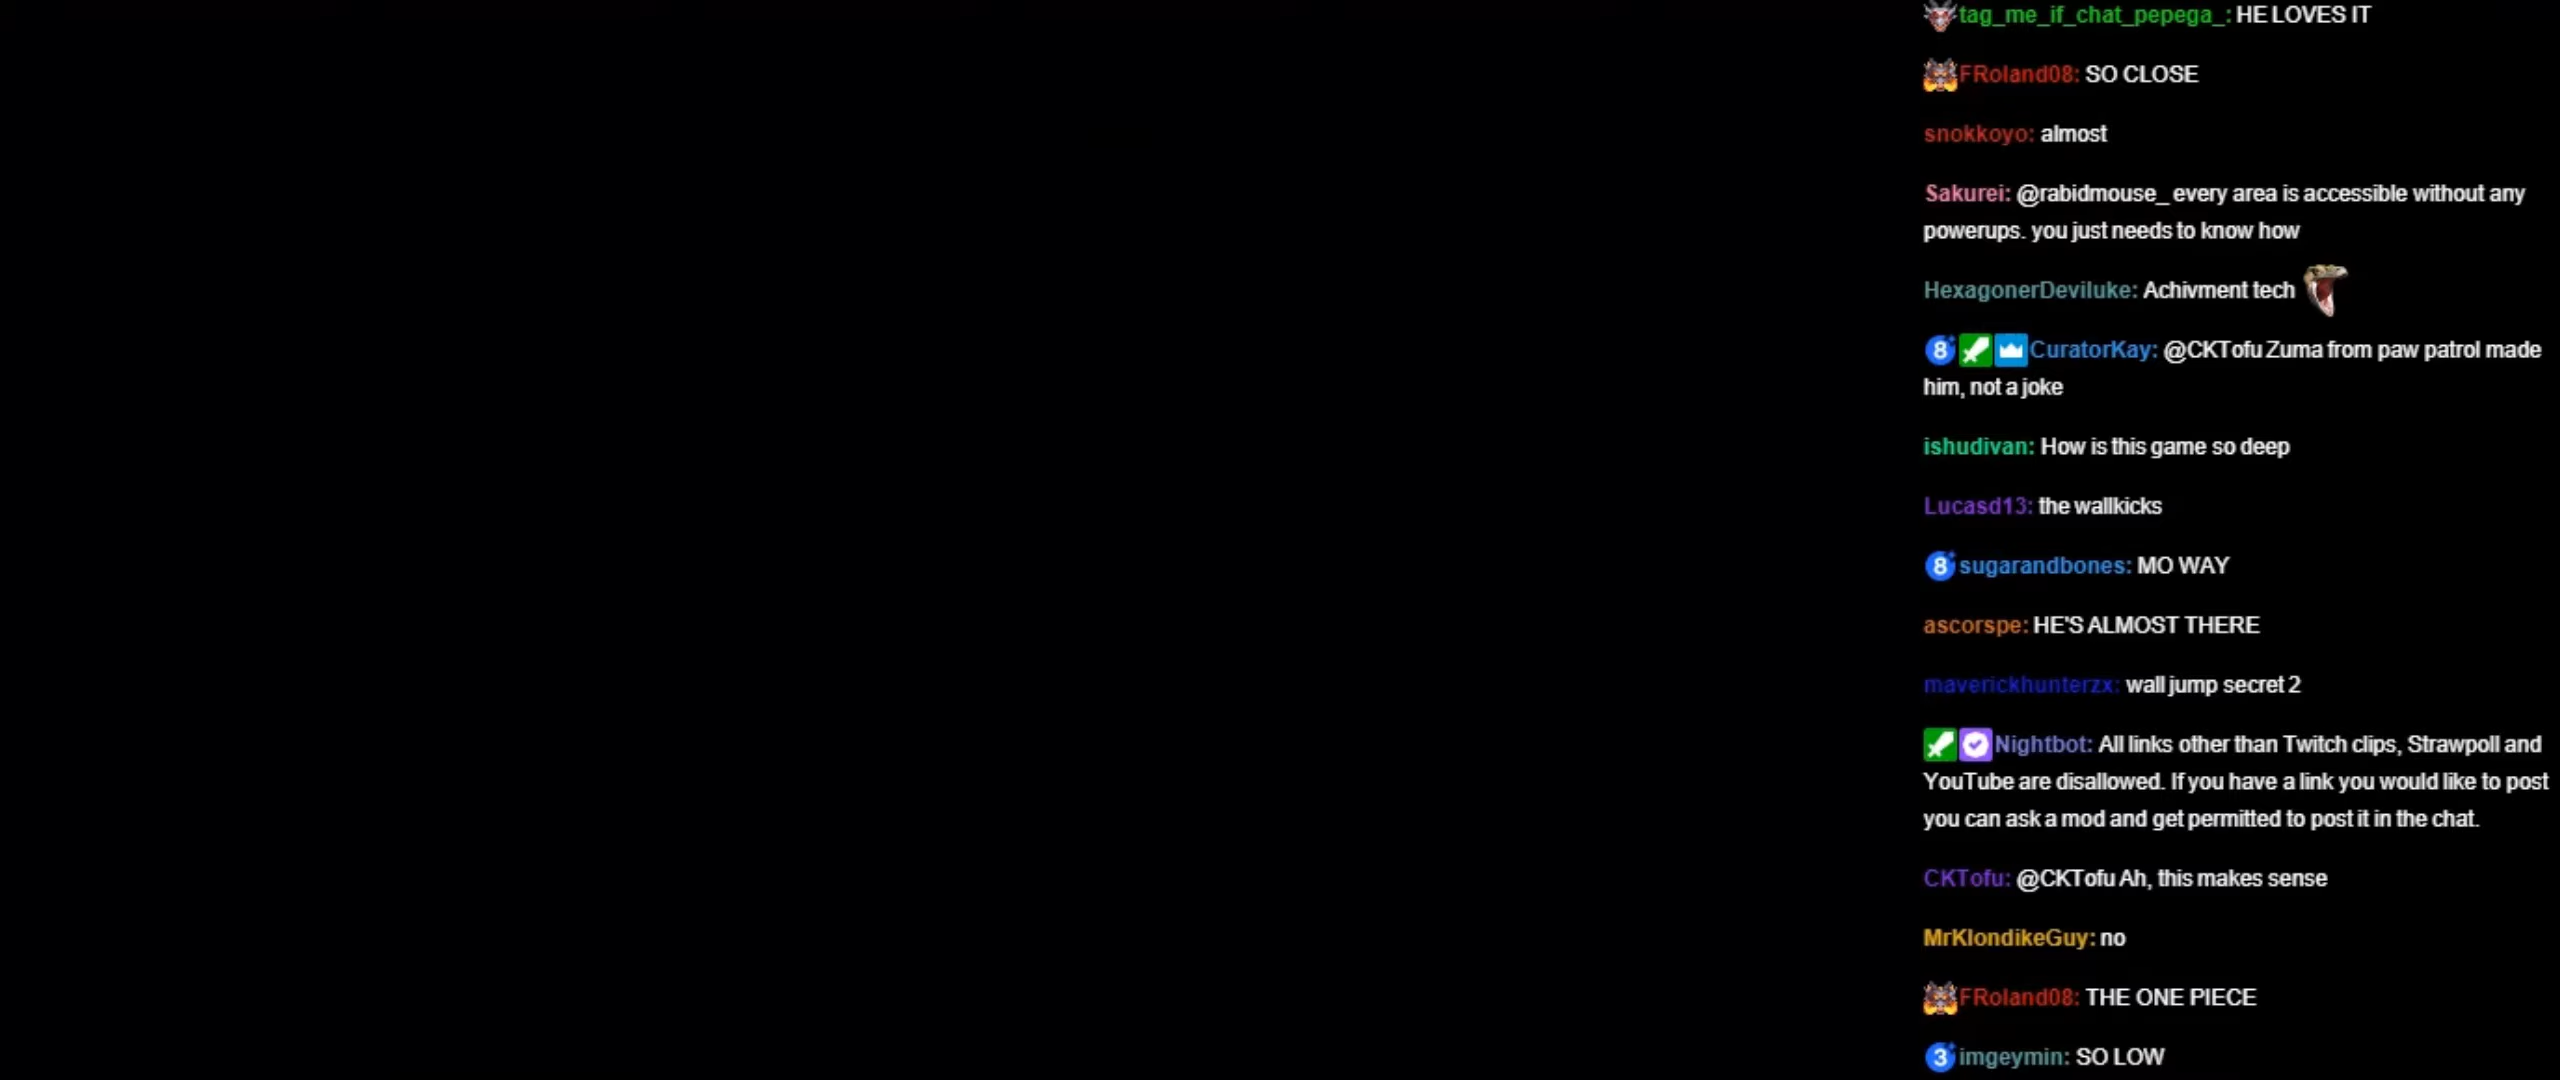 tag_me_if_chat_pepega_: HE LOVES IT
FRoland08: SO CLOSE
snokkoyo: almost
Sakurei: @rabidmouse_ every area is accessible without any
powerups. you just needs to know how
HexagonerDeviluke: Achivment tech
8 CuratorKay: @CKTofu Zuma from paw patrol made
him, not a joke
ishudivan: How is this game so deep
Lucasd13: the wallkicks
8 sugarandbones: MO WAY
ascorspe: HE'S ALMOST THERE
maverickhunterzx: wall jump secret 2
Nightbot: All links other than Twitch clips, Strawpoll and
YouTube are disallowed. If you have a link you would like to post
you can ask a mod and get permitted to post it in the chat.
CKTofu: @CKTofu Ah, this makes sense
MrKlondikeGuy: no
FRoland08: THE ONE PIECE
3 imgeymin: SO LOW